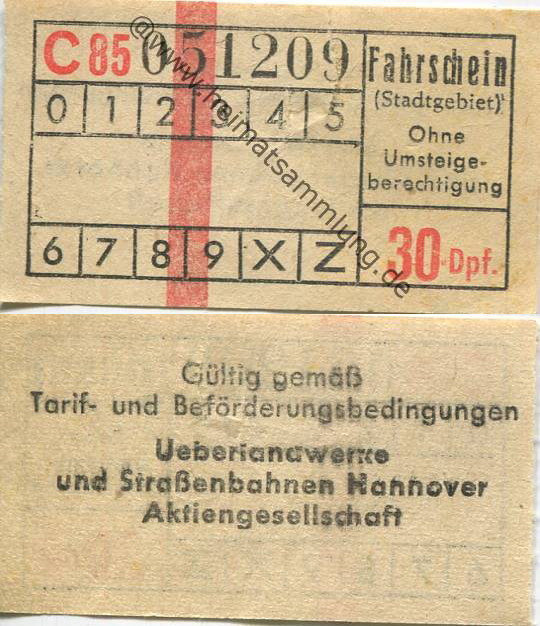 C 85 051209
0 1 2 3 4 5
6 7 8 9 X Z
Fahrschein
(Stadtgebiet)
Ohne
Umsteige-
berechtigung
30 Dpf.
@www.heimatsammlung.de
Gültig gemäß
Tarif- und Beförderungsbedingungen
Ueberlandwerke
und Straßenbahnen Hannover
Aktiengesellschaft